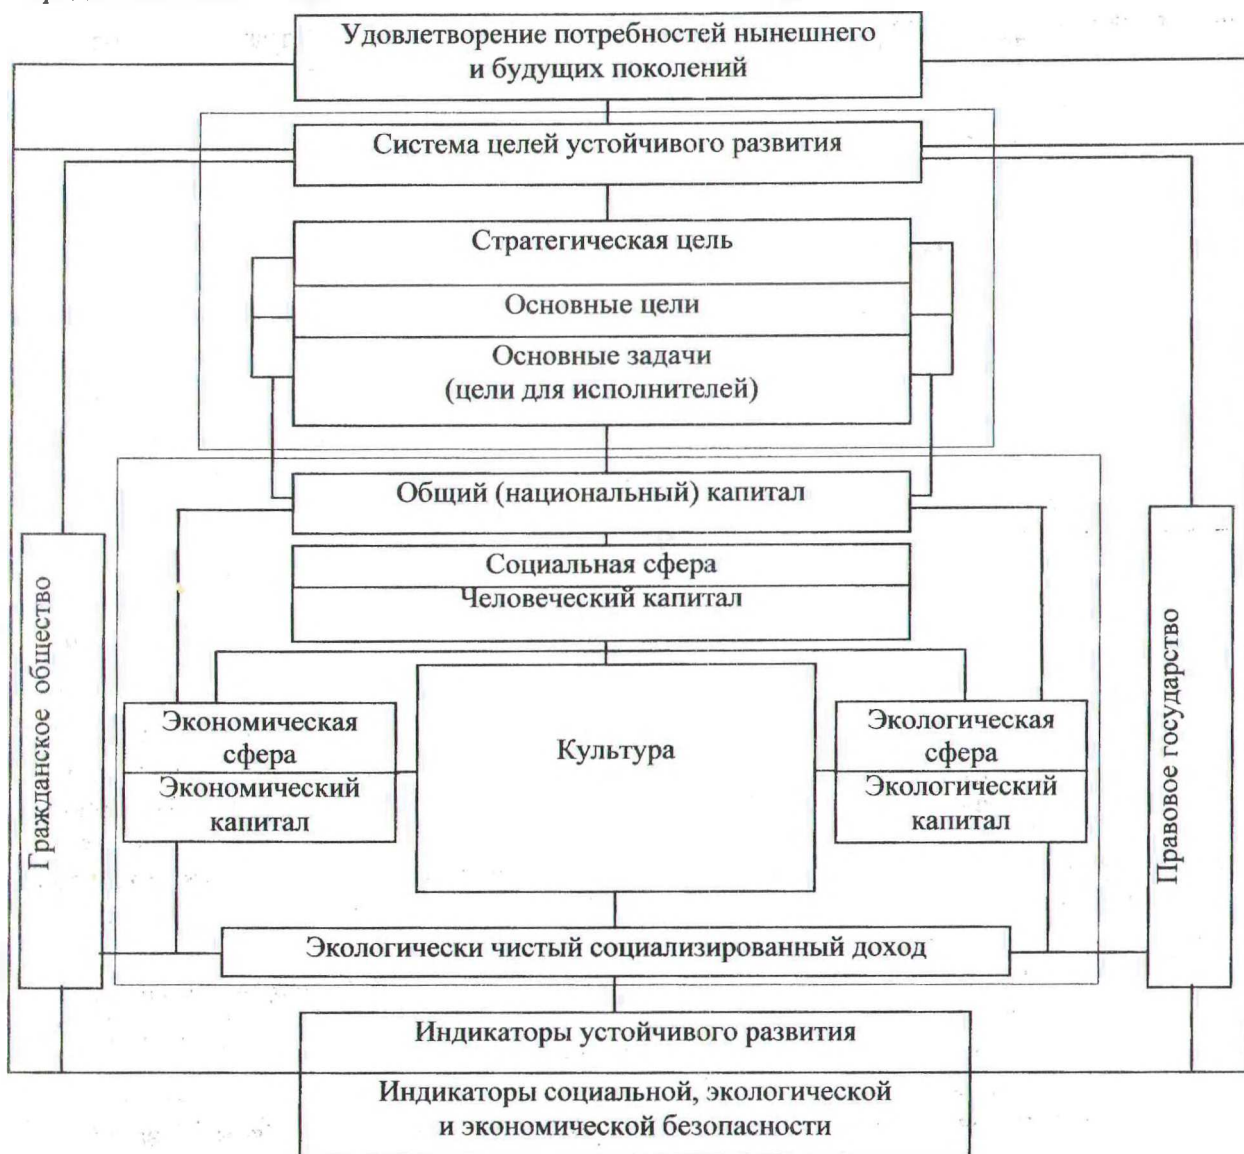 Удовлетворение потребностей нынешнего
и будущих поколений
Система целей устойчивого развития
Стратегическая цель
Основные цели
Основные задачи
(цели для исполнителей)
Общий (национальный) капитал
Социальная сфера
Человеческий капитал
Гражданское общество
Экономическая
сфера
Экономический
капитал
Культура
Экологическая
сфера
Экологический
капитал
Правовое государство
Экологически чистый социализированный доход
Индикаторы устойчивого развития
Индикаторы социальной, экологической
и экономической безопасности